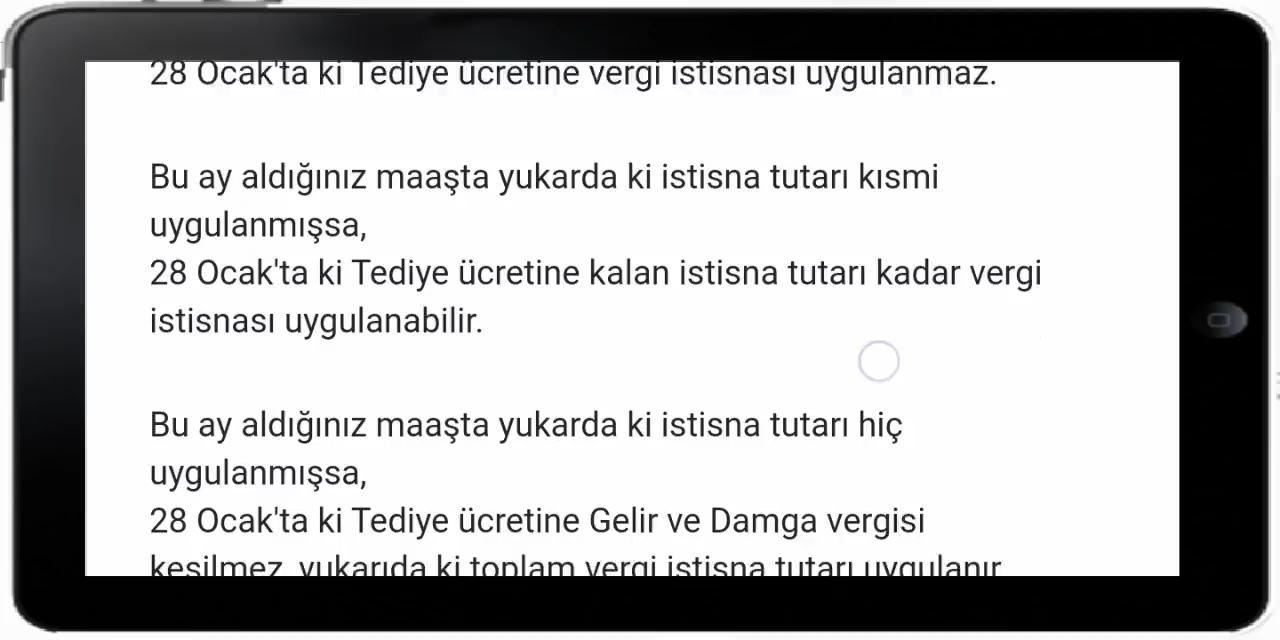 28 Ocak'ta ki Tediye ücretine vergi istisnası uygulanmaz.
Bu ay aldığınız maaşta yukarda ki istisna tutarı kısmi
uygulanmışsa,
28 Ocak'ta ki Tediye ücretine kalan istisna tutarı kadar vergi
istisnası uygulanabilir.
Bu ay aldığınız maaşta yukarda ki istisna tutarı hiç
uygulanmışsa,
28 Ocak'ta ki Tediye ücretine Gelir ve Damga vergisi
kesilmez, yukarıda ki toplam vergi istisna tutarı uygulanır